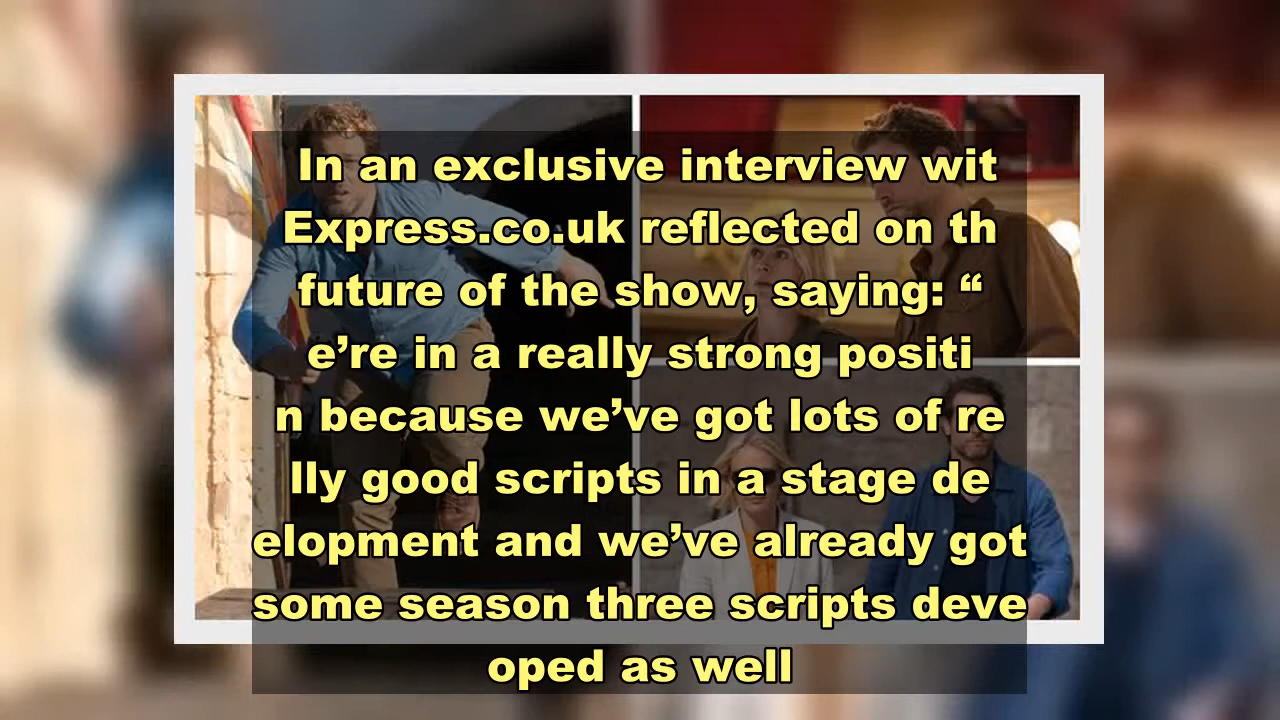 In an exclusive interview wit
Express.co.uk reflected on th
future of the show, saying: “
e’re in a really strong positi
n because we’ve got lots of re
lly good scripts in a stage de
elopment and we’ve already got
some season three scripts deve
oped as well